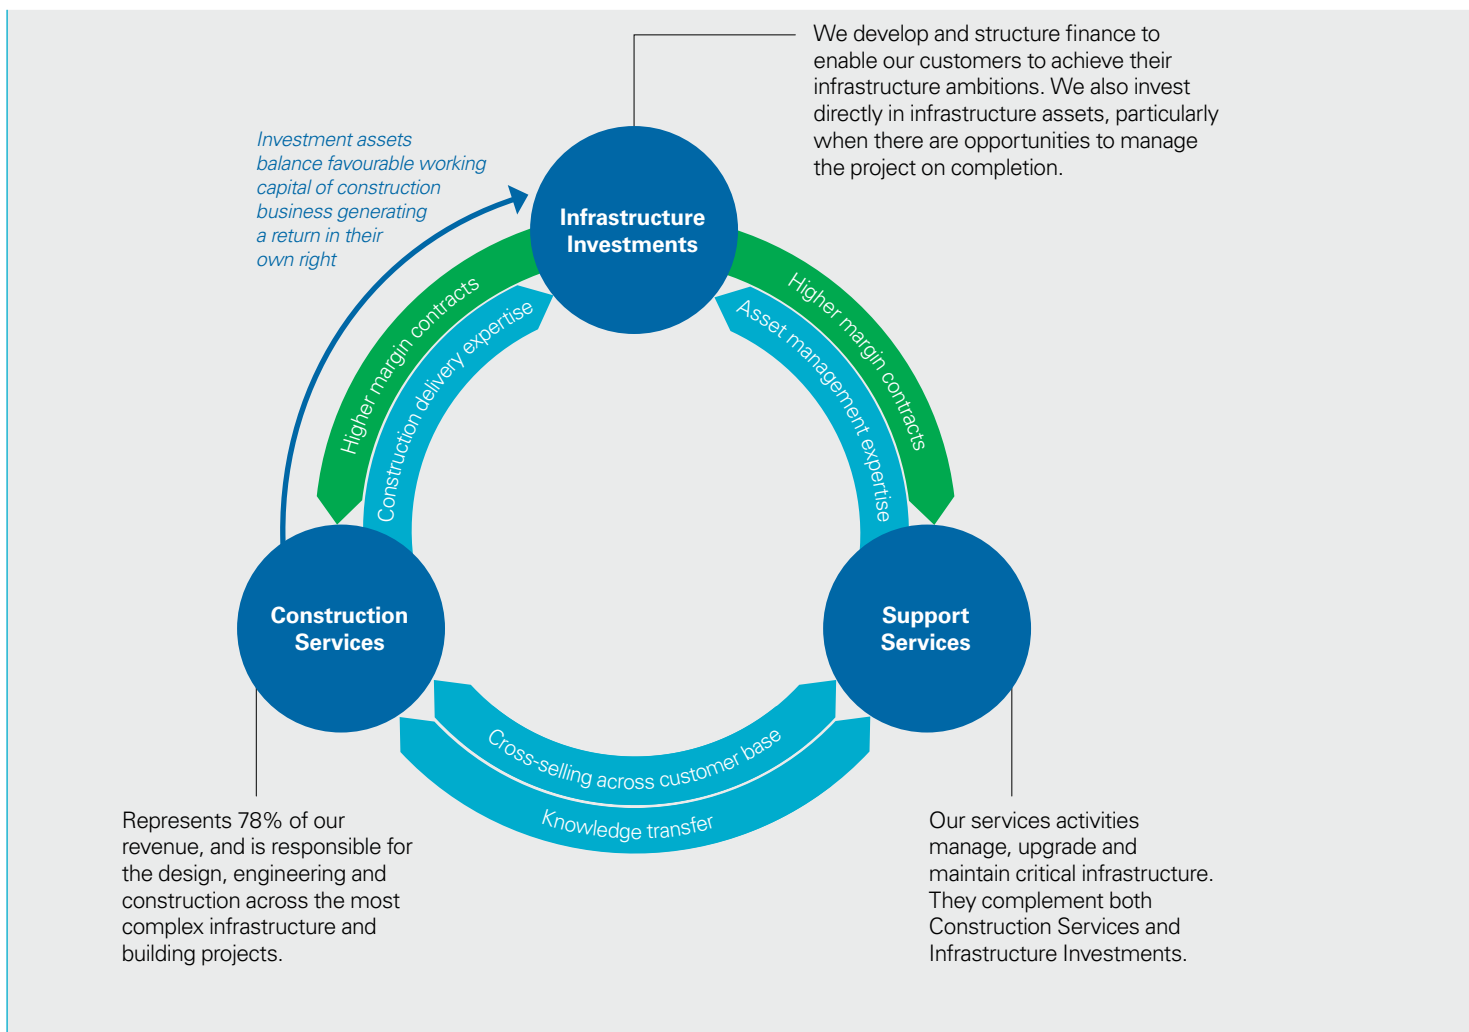 We develop and structure finance to
enable our customers to achieve their
infrastructure ambitions. We also invest
directly in infrastructure assets, particularly
when there are opportunities to manage
the project on completion.
Investment assets
balance favourable working
capital of construction
business generating
a return in their
own right
Infrastructure
Investments
Higher margin contracts
Construction delivery expertise
Asset management expertise
Higher margin contracts
Construction
Services
Support
Services
Cross-selling across customer base
Knowledge transfer
Represents 78% of our
revenue, and is responsible for
the design, engineering and
construction across the most
complex infrastructure and
building projects.
Our services activities
manage, upgrade and
maintain critical infrastructure.
They complement both
Construction Services and
Infrastructure Investments.